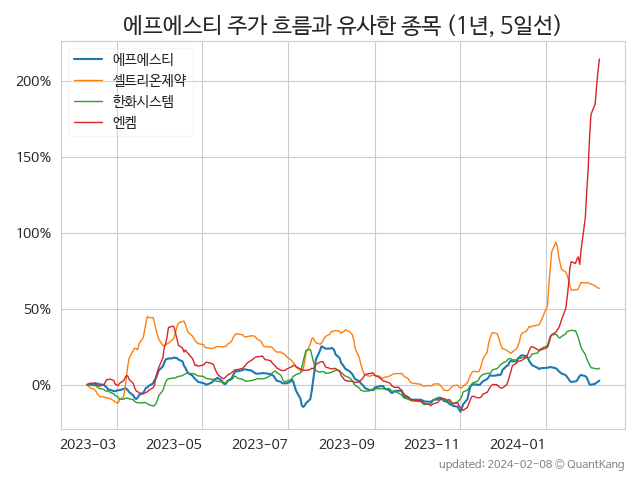 에프에스티 주가 흐름과 유사한 종목 (1년, 5일선)
에프에스티
셀트리온제약
한화시스템
엔켐
200%
150%
100%
50%
0%
2023-03 2023-05 2023-07 2023-09 2023-11 2024-01
updated: 2024-02-08 © QuantKang